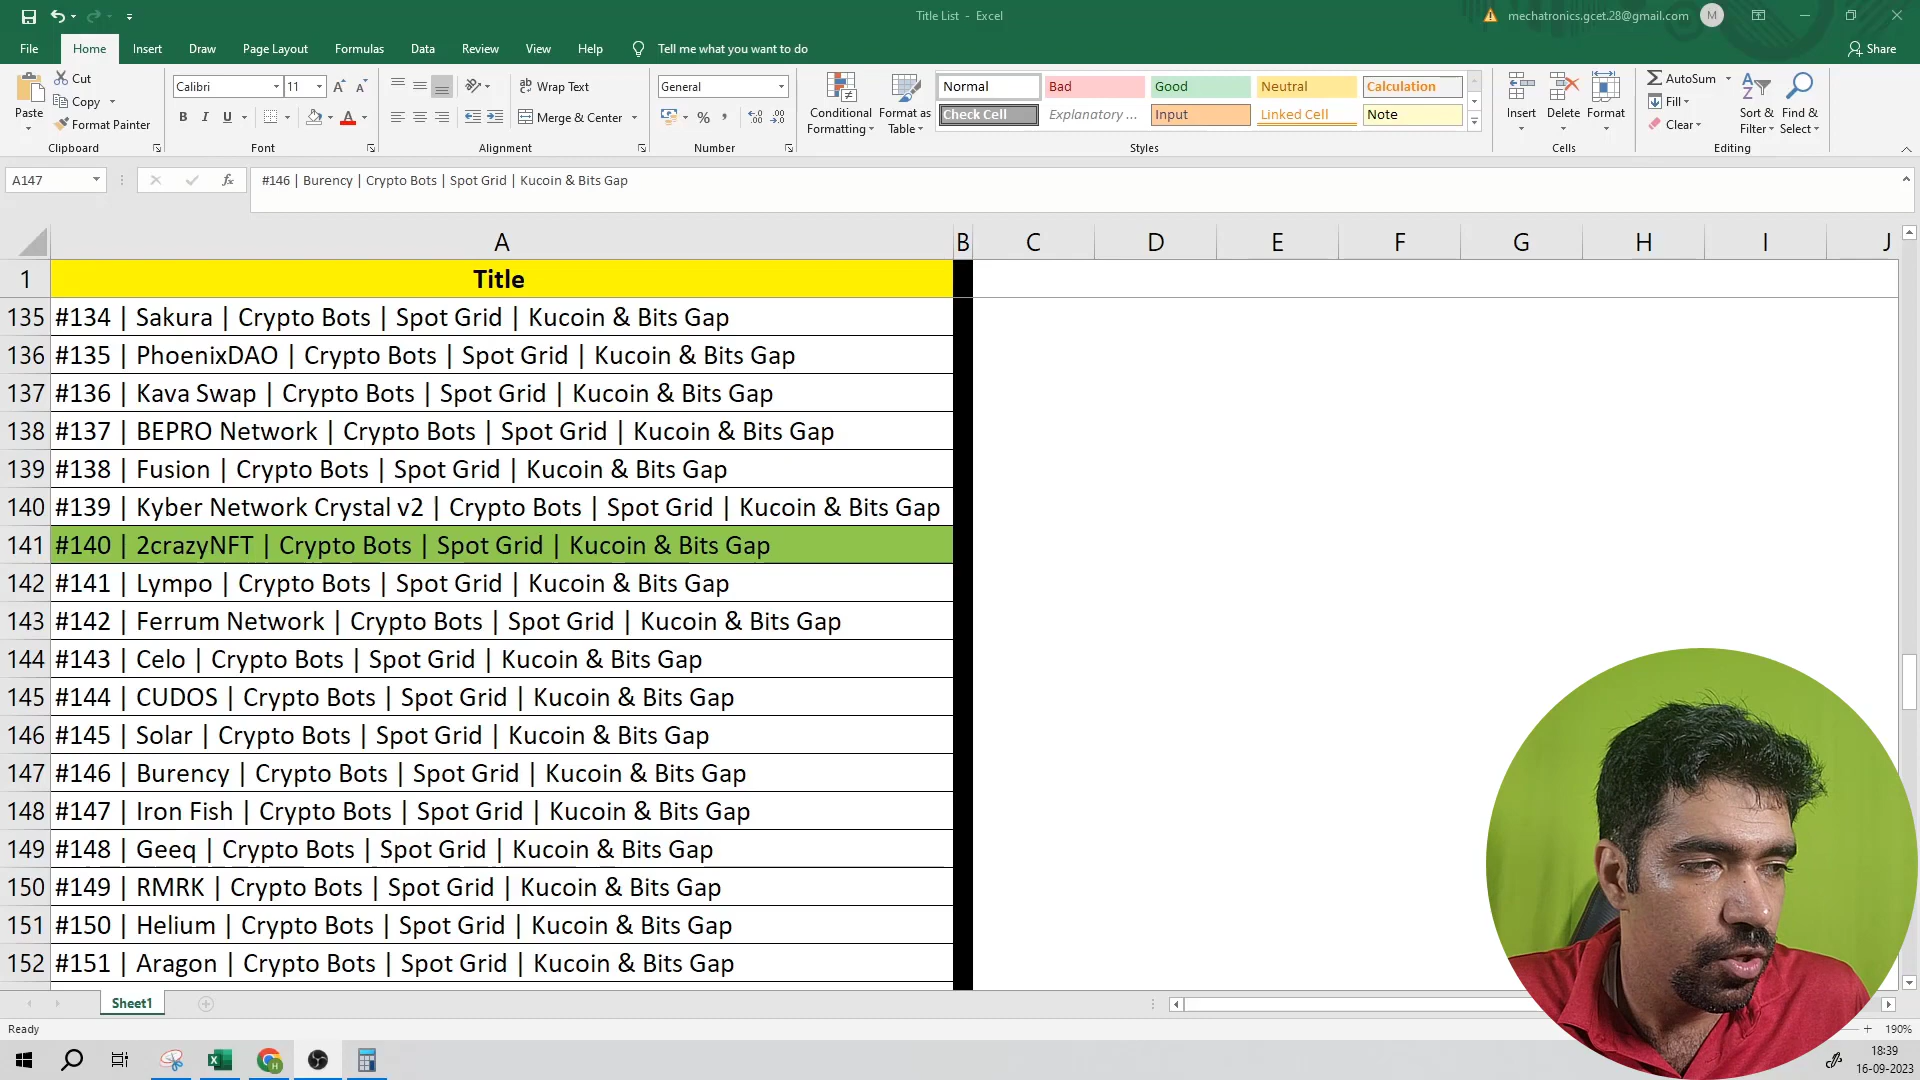 Title List - Excel
mechatronics.gcet.28@gmail.com
M
File Home Insert Draw Page Layout Formulas Data Review View Help Tell me what you want to do
Share
Paste
Cut
Copy
Format Painter
Clipboard
Calibri 11
B I U
Font
Wrap Text
Merge & Center
Alignment
General
Number
Conditional Formatting
Format as Table
Normal Bad Good Neutral Calculation
Check Cell Explanatory ... Input Linked Cell Note
Styles
Insert Delete Format
Cells
AutoSum
Fill
Clear
Sort & Filter
Find & Select
Editing
A147
fx
#146 | Burency | Crypto Bots | Spot Grid | Kucoin & Bits Gap
A B C D E F G H I J
1 Title
135 #134 | Sakura | Crypto Bots | Spot Grid | Kucoin & Bits Gap
136 #135 | PhoenixDAO | Crypto Bots | Spot Grid | Kucoin & Bits Gap
137 #136 | Kava Swap | Crypto Bots | Spot Grid | Kucoin & Bits Gap
138 #137 | BEPRO Network | Crypto Bots | Spot Grid | Kucoin & Bits Gap
139 #138 | Fusion | Crypto Bots | Spot Grid | Kucoin & Bits Gap
140 #139 | Kyber Network Crystal v2 | Crypto Bots | Spot Grid | Kucoin & Bits Gap
141 #140 | 2crazyNFT | Crypto Bots | Spot Grid | Kucoin & Bits Gap
142 #141 | Lympo | Crypto Bots | Spot Grid | Kucoin & Bits Gap
143 #142 | Ferrum Network | Crypto Bots | Spot Grid | Kucoin & Bits Gap
144 #143 | Celo | Crypto Bots | Spot Grid | Kucoin & Bits Gap
145 #144 | CUDOS | Crypto Bots | Spot Grid | Kucoin & Bits Gap
146 #145 | Solar | Crypto Bots | Spot Grid | Kucoin & Bits Gap
147 #146 | Burency | Crypto Bots | Spot Grid | Kucoin & Bits Gap
148 #147 | Iron Fish | Crypto Bots | Spot Grid | Kucoin & Bits Gap
149 #148 | Geeq | Crypto Bots | Spot Grid | Kucoin & Bits Gap
150 #149 | RMRK | Crypto Bots | Spot Grid | Kucoin & Bits Gap
151 #150 | Helium | Crypto Bots | Spot Grid | Kucoin & Bits Gap
152 #151 | Aragon | Crypto Bots | Spot Grid | Kucoin & Bits Gap
Sheet1
Ready
190%
18:39
16-09-2023